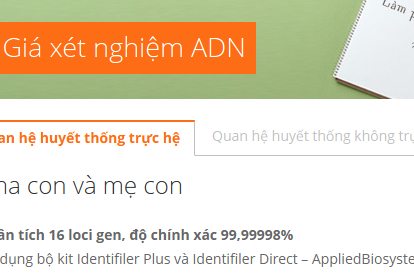 Làm p
Giá xét nghiệm ADN
an hệ huyết thống trực hệ
Quan hệ huyết thống không trự
ha con và mẹ con
ân tích 16 loci gen, độ chính xác 99,99998%
dụng bộ kit Identifiler Plus và Identifiler Direct – AppliedBiosyste